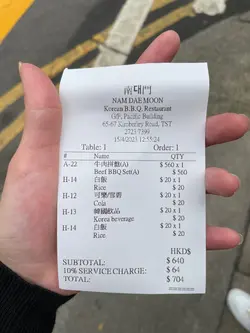 南大門
NAM DAE MOON
Korean B.B.Q. Restaurant
G/F, Pacific Building
65-67 Kimberley Road, TST
2723 7399
15/4/2023 12:55:24
Table: 1 Order: 1
# Name QTY
A-22 牛肉拼盤(A) $ 560 x 1
Beef BBQ Set(A) $ 560
H-14 白飯 $ 20 x 1
Rice $ 20
H-12 可樂/雪碧 $ 20 x 1
Cola $ 20
H-13 韓國飲品 $ 20 x 1
Korea beverage $ 20
H-14 白飯 $ 20 x 1
Rice $ 20
HKD$
SUBTOTAL: $ 640
10% SERVICE CHARGE: $ 64
TOTAL: $ 704